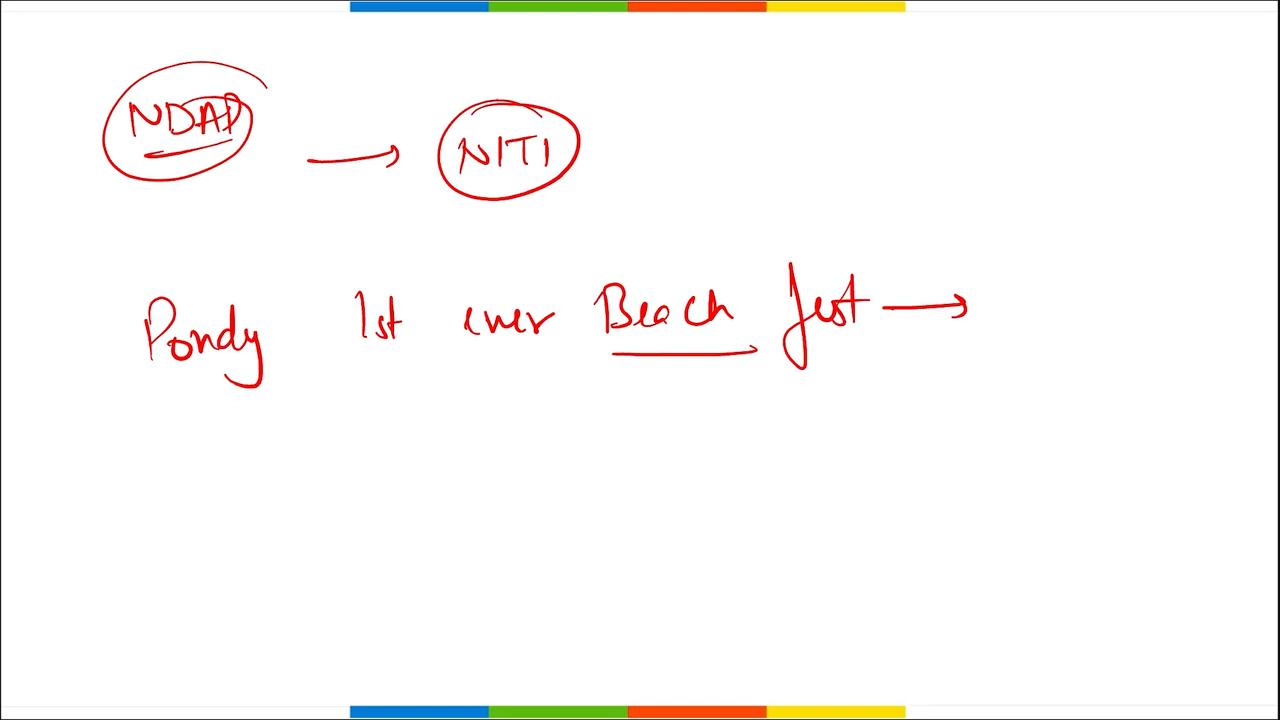 NDAP → NITI
Pondy 1st ever Beach fest →